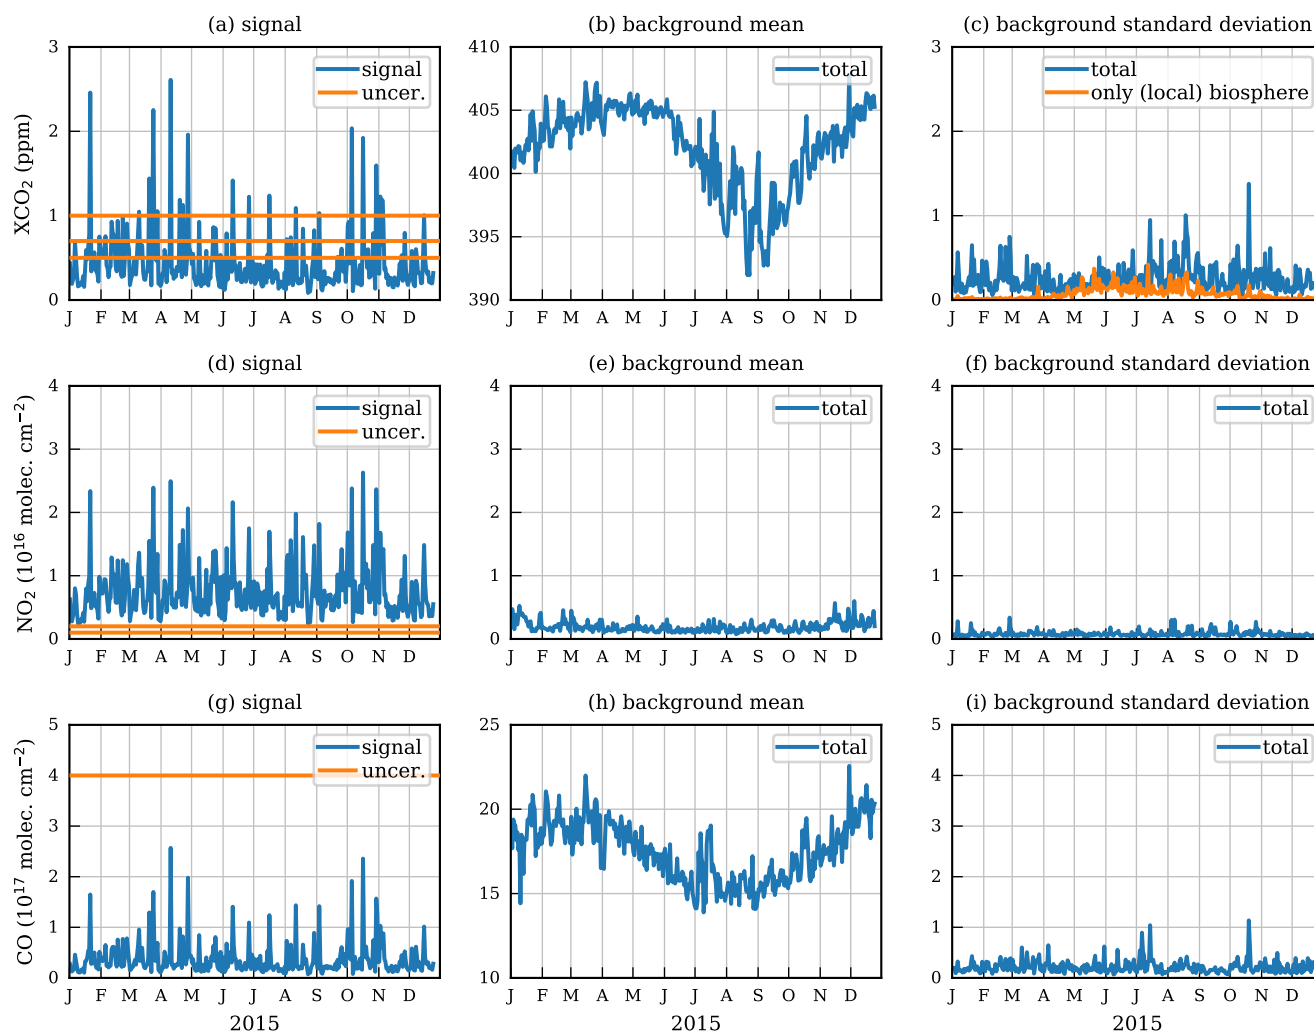 (a) signal
(b) background mean
(c) background standard deviation
XCO₂ (ppm)
3
2
1
0
signal
uncer.
J F M A M J J A S O N D
410
405
400
395
390
total
J F M A M J J A S O N D
3
2
1
0
total
only (local) biosphere
J F M A M J J A S O N D
(d) signal
(e) background mean
(f) background standard deviation
NO₂ (10¹⁶ molec. cm⁻²)
4
3
2
1
0
signal
uncer.
J F M A M J J A S O N D
4
3
2
1
0
total
J F M A M J J A S O N D
4
3
2
1
0
total
J F M A M J J A S O N D
(g) signal
(h) background mean
(i) background standard deviation
CO (10¹⁷ molec. cm⁻²)
5
4
3
2
1
0
signal
uncer.
J F M A M J J A S O N D
2015
25
20
15
10
total
J F M A M J J A S O N D
2015
5
4
3
2
1
0
total
J F M A M J J A S O N D
2015